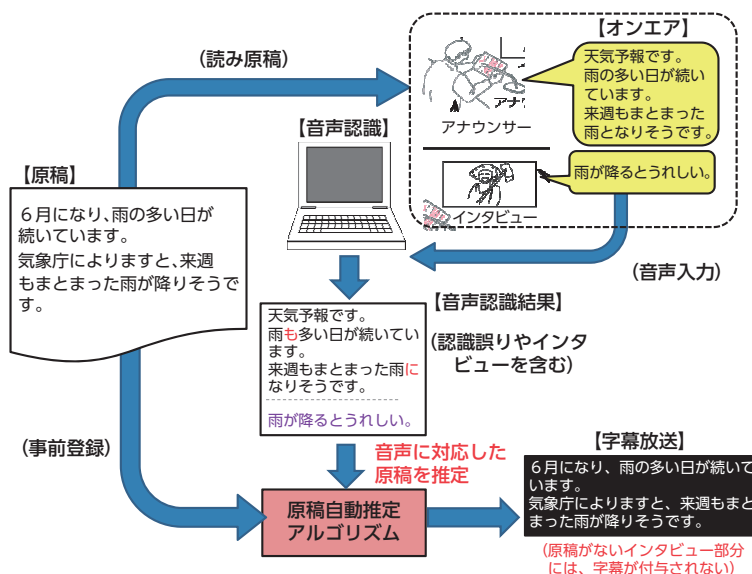 【オンエア】
(読み原稿)
天気予報です。
雨の多い日が続い
ています。
来週もまとまった
雨となりそうです。
アナウンサー
【音声認識】
雨が降るとうれしい。
インタビュー
【原稿】
6月になり、雨の多い日が
続いています。
気象庁によりますと、来週
もまとまった雨が降りそうで
す。
(音声入力)
【音声認識結果】
(認識誤りやインタ
ビューを含む)
天気予報です。
雨も多い日が続いてい
ます。
来週もまとまった雨に
なりそうです。
雨が降るとうれしい。
(事前登録)
音声に対応した
原稿を推定
原稿自動推定
アルゴリズム
【字幕放送】
6月になり、雨の多い日が続いて
います。
気象庁によりますと、来週もまと
まった雨が降りそうです。
(原稿がないインタビュー部分
には、字幕が付与されない)